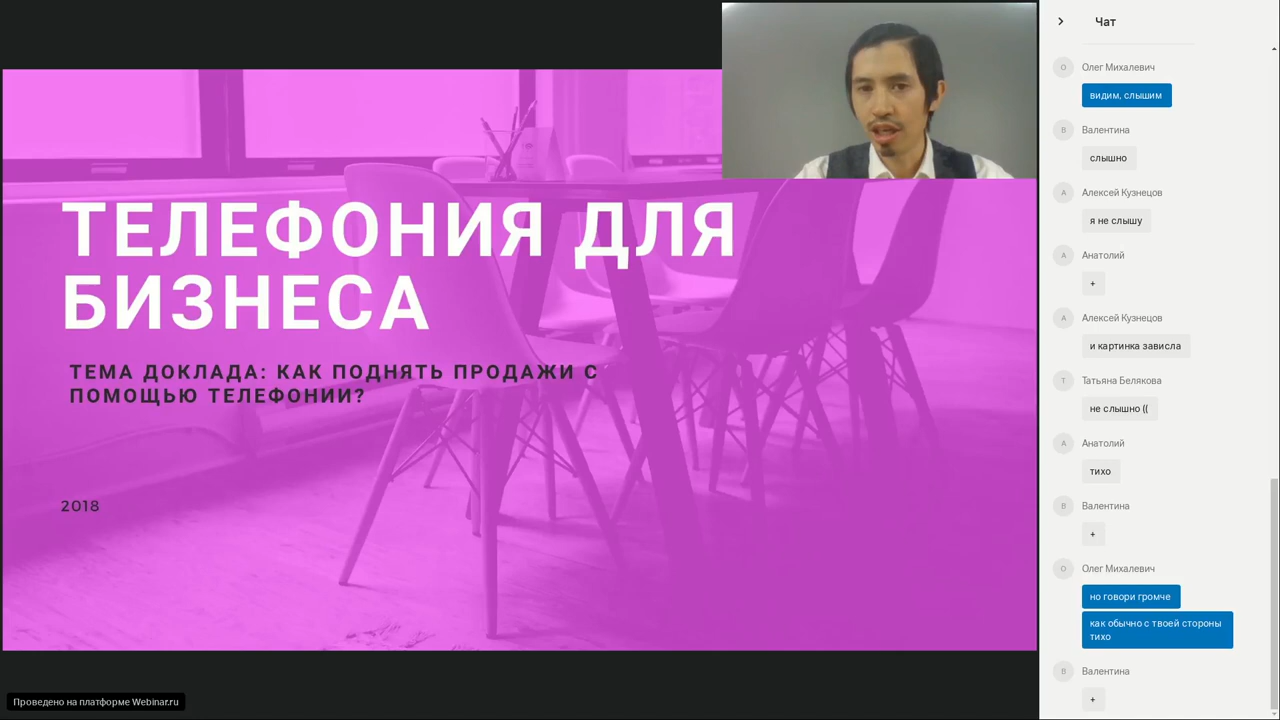 ТЕЛЕФОНИЯ ДЛЯ
БИЗНЕСА
ТЕМА ДОКЛАДА: КАК ПОДНЯТЬ ПРОДАЖИ С
ПОМОЩЬЮ ТЕЛЕФОНИИ?
2018
Проведено на платформе Webinar.ru
Чат
О
Олег Михалевич
видим, слышим
В
Валентина
слышно
А
Алексей Кузнецов
я не слышу
А
Анатолий
+
А
Алексей Кузнецов
и картинка зависла
Т
Татьяна Белякова
не слышно ((
А
Анатолий
тихо
В
Валентина
+
О
Олег Михалевич
но говори громче
как обычно с твоей стороны
тихо
В
Валентина
+